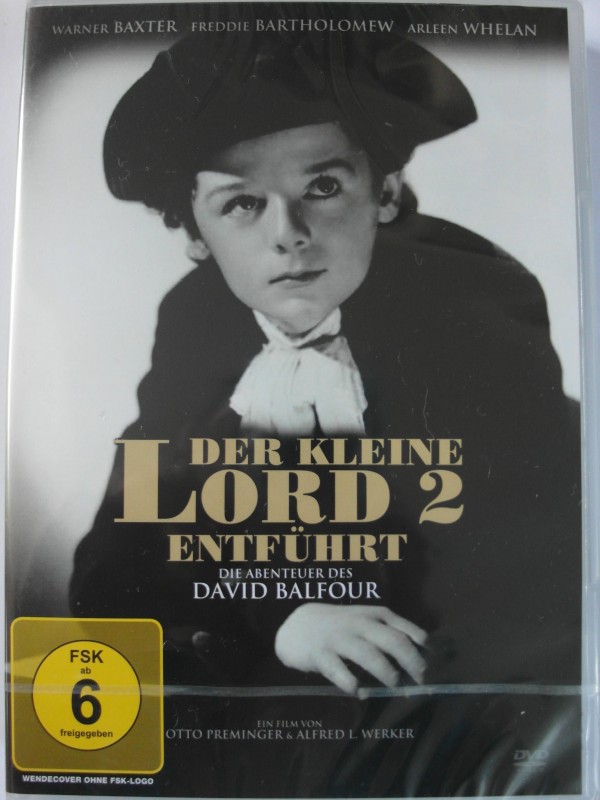 WARNER BAXTER FREDDIE BARTHOLOMEW ARLEEN WHELAN
DER KLEINE
LORD 2
ENTFÜHRT
DIE ABENTEUER DES
DAVID BALFOUR
FSK
ab
6
freigegeben
EIN FILM VON
OTTO PREMINGER & ALFRED L. WERKER
WENDECOVER OHNE FSK-LOGO
DVD